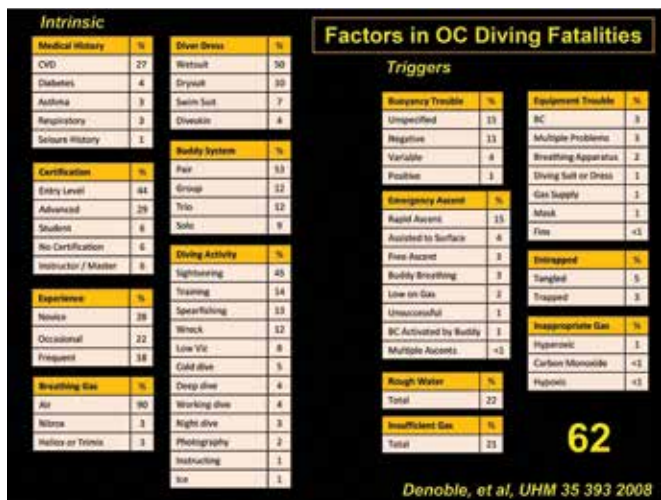 Intrinsic
Factors in OC Diving Fatalities
Triggers
Medical History %
CVD 27
Diabetes 4
Asthma 3
Respiratory 3
Seisure History 1
Certification %
Entry Level 44
Advanced 29
Student 6
No Certification 6
Instructor / Master 6
Experience %
Novice 28
Occasional 22
Frequent 18
Breathing Gas %
Air 90
Nitrox 3
Heliox or Trimix 3
Diver Dress %
Wetsuit 50
Drysuit 10
Swim Suit 7
Diveskin 4
Buddy System %
Pair 53
Group 12
Trio 12
Solo 9
Diving Activity %
Sightseeing 45
Training 14
Spearfishing 13
Wreck 12
Low Vis
Cold dive 5
Deep dive 4
Working dive 4
Night dive 3
Photography 2
Instructing 1
Ice 1
Buoyancy Trouble %
Unspecified 15
Negative 11
Variable 4
Positive
Emergency Ascent %
Rapid Ascent 15
Assisted to Surface 4
Free Ascent 3
Buddy Breathing 3
Low on Gas
Unsuccessful 1
BC Activated by Buddy 1
Multiple Ascents <1
Rough Water %
Total 22
Insufficient Gas %
Total
Equipment Trouble %
BC 3
Multiple Problems 3
Breathing Apparatus 2
Diving Suit or Dress 1
Gas Supply 1
Mask 1
Fins <1
Entrapped %
Tangled 5
Trapped 3
Inappropriate Gas %
Hyperoxic 1
Carbon Monoxide <1
Hypoxic <1
62
Denoble, et al, UHM 35 393 2008